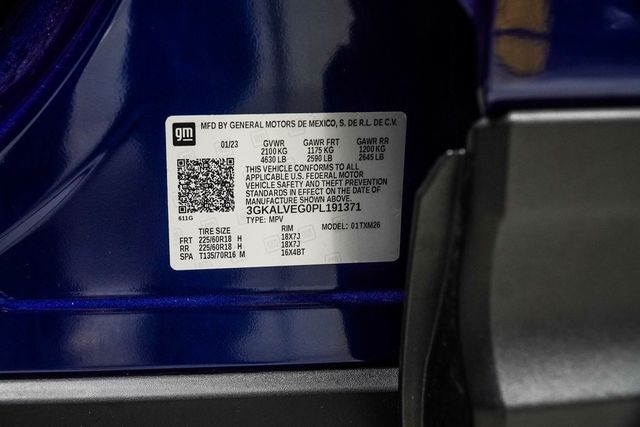 gm MFD BY GENERAL MOTORS DE MEXICO, S. DE R.L. DE C.V.
01/23 GVWR GAWR FRT GAWR RR
2100 KG 1175 KG 1200 KG
4630 LB 2590 LB 2645 LB
THIS VEHICLE CONFORMS TO ALL
APPLICABLE U.S. FEDERAL MOTOR
VEHICLE SAFETY AND THEFT PREVENTION
STANDARDS IN EFFECT ON THE DATE OF
MANUFACTURE SHOWN ABOVE.
3GKALVEG0PL191371
611G
TYPE: MPV
TIRE SIZE RIM MODEL: 01TXM26
FRT 225/60R18 H 18X7J
RR 225/60R18 H 18X7J
SPA T135/70R16 M 16X4BT